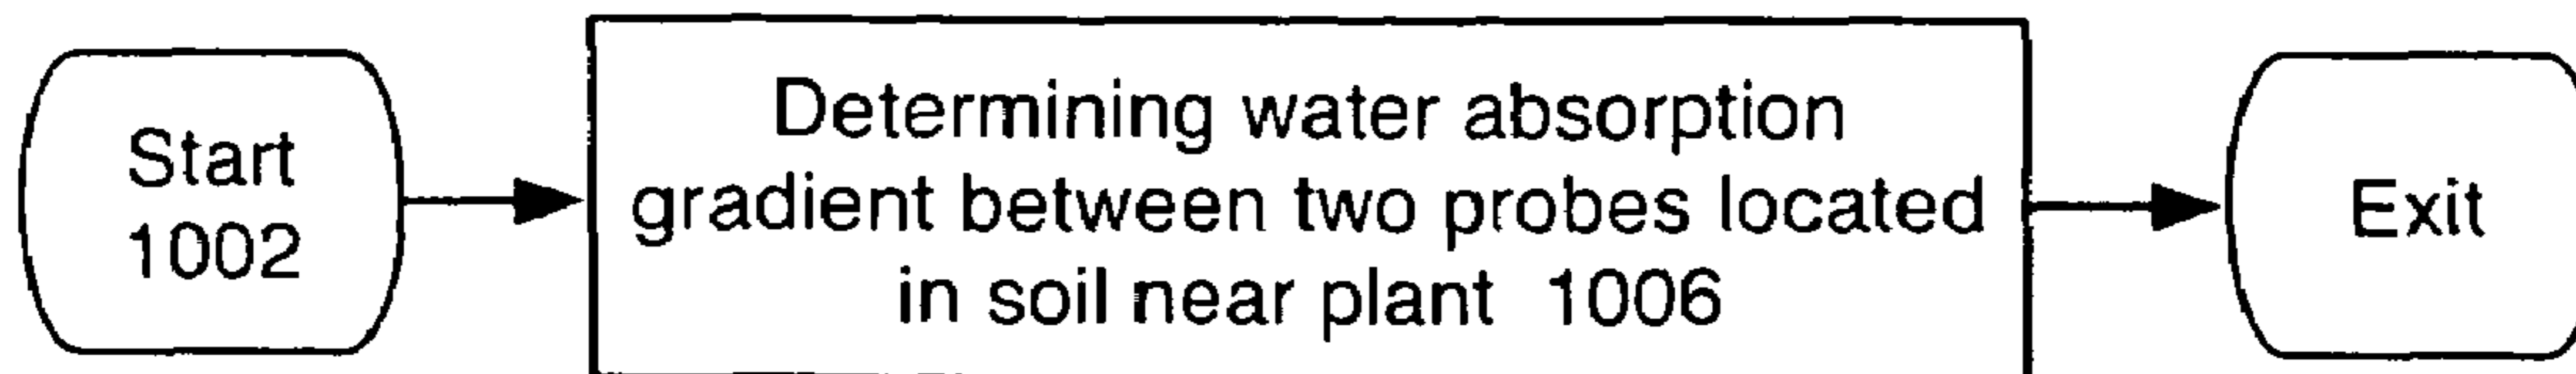 Start
1002
Determining water absorption
gradient between two probes located
in soil near plant 1006
Exit